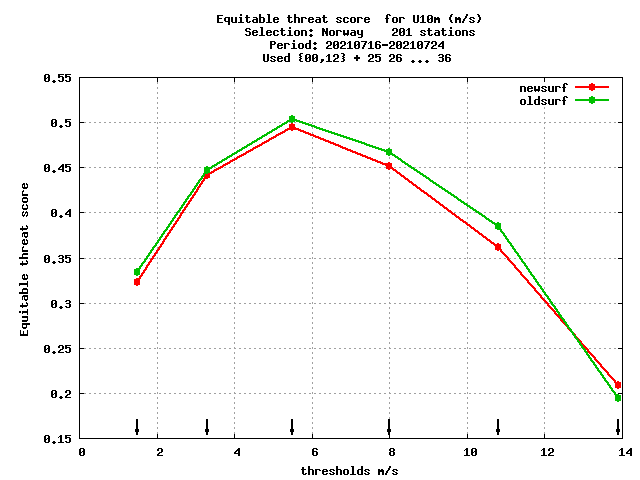 Equitable threat score  for U10m (m/s)
Selection: Norway    201 stations
Period: 20210716-20210724
Used {00,12} + 25 26 ... 36
newsurf
oldsurf
Equitable threat score
0.55
0.5
0.45
0.4
0.35
0.3
0.25
0.2
0.15
0 2 4 6 8 10 12 14
thresholds m/s